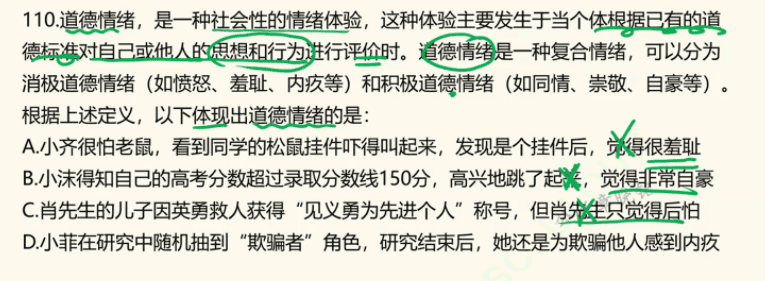 110.道德情绪，是一种社会性的情绪体验，这种体验主要发生于当个体根据已有的道
德标准对自己或他人的思想和行为进行评价时。道德情绪是一种复合情绪，可以分为
消极道德情绪（如愤怒、羞耻、内疚等）和积极道德情绪（如同情、崇敬、自豪等）。
根据上述定义，以下体现出道德情绪的是：
A.小齐很怕老鼠，看到同学的松鼠挂件吓得叫起来，发现是个挂件后，觉得很羞耻
B.小沫得知自己的高考分数超过录取分数线150分，高兴地跳了起来，觉得非常自豪
C.肖先生的儿子因英勇救人获得“见义勇为先进个人”称号，但肖先生只觉得后怕
D.小菲在研究中随机抽到“欺骗者”角色，研究结束后，她还是为欺骗他人感到内疚